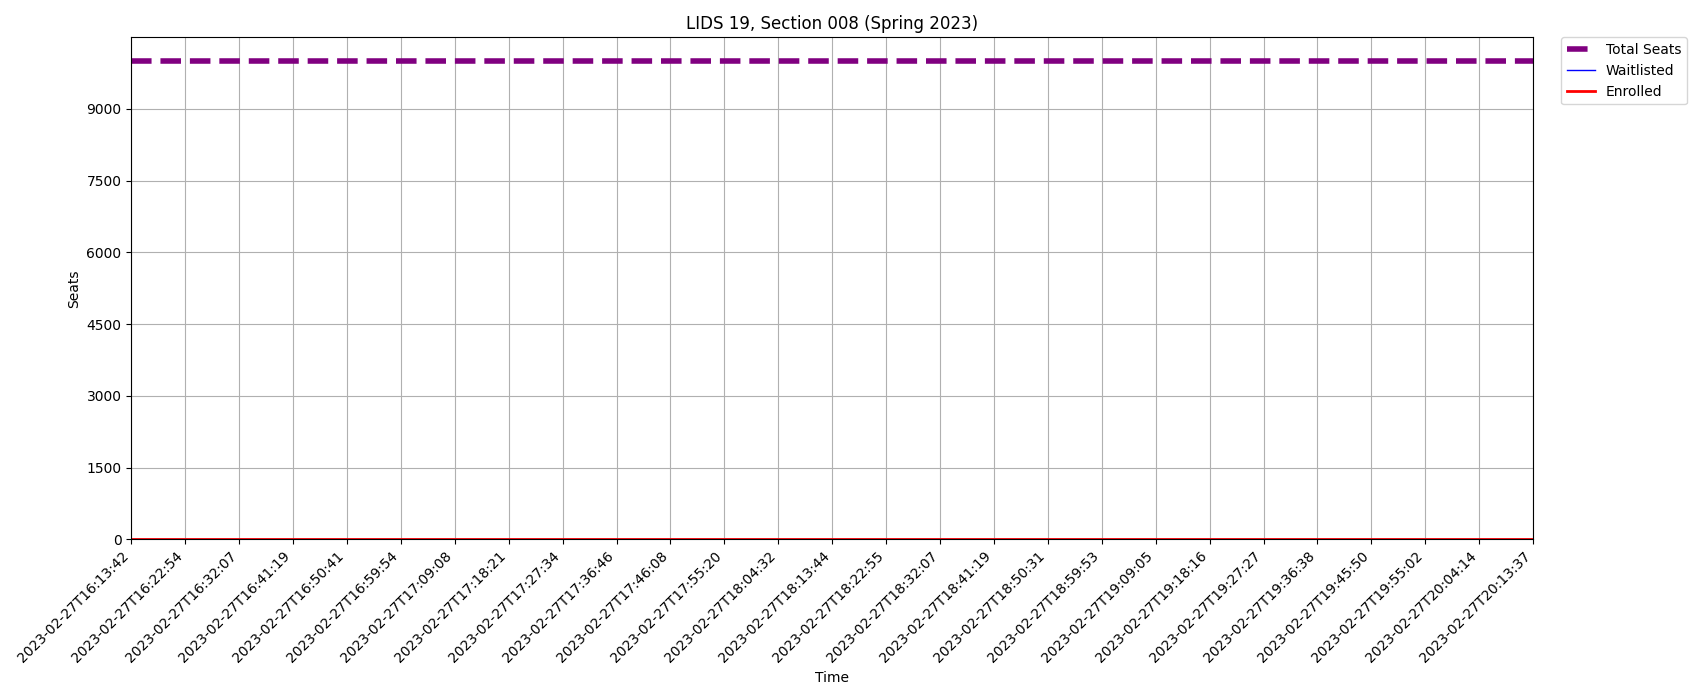 LIDS 19, Section 008 (Spring 2023)
Total Seats
Waitlisted
Enrolled
9000
7500
6000
4500
3000
1500
0
Seats
2023-02-27T16:13:42
2023-02-27T16:22:54
2023-02-27T16:32:07
2023-02-27T16:41:19
2023-02-27T16:50:41
2023-02-27T16:59:54
2023-02-27T17:09:08
2023-02-27T17:18:21
2023-02-27T17:27:34
2023-02-27T17:36:46
2023-02-27T17:46:08
2023-02-27T17:55:20
2023-02-27T18:04:32
2023-02-27T18:13:44
2023-02-27T18:22:55
2023-02-27T18:32:07
2023-02-27T18:41:19
2023-02-27T18:50:31
2023-02-27T18:59:53
2023-02-27T19:09:05
2023-02-27T19:18:16
2023-02-27T19:27:27
2023-02-27T19:36:38
2023-02-27T19:45:50
2023-02-27T19:55:02
2023-02-27T20:04:14
2023-02-27T20:13:37
Time